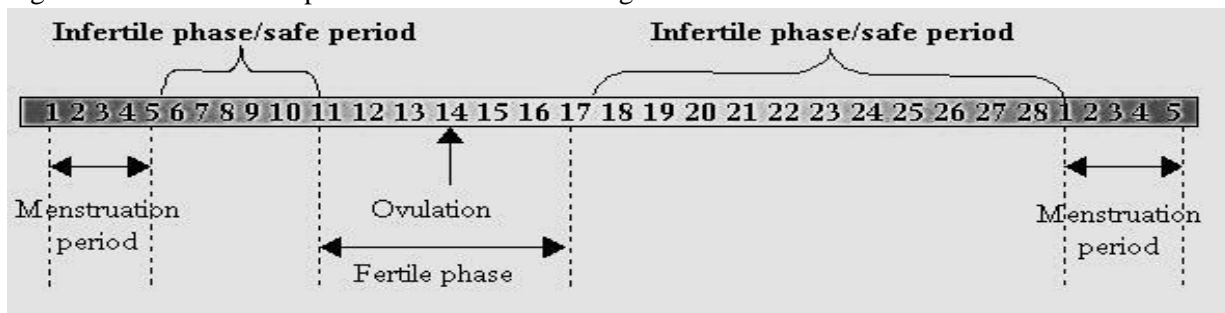 Infertile phase/safe period Infertile phase/safe period
1 2 3 4 5 6 7 8 9 10 11 12 13 14 15 16 17 18 19 20 21 22 23 24 25 26 27 28 1 2 3 4 5
Menstruation period
Ovulation
Fertile phase
Menstruation period